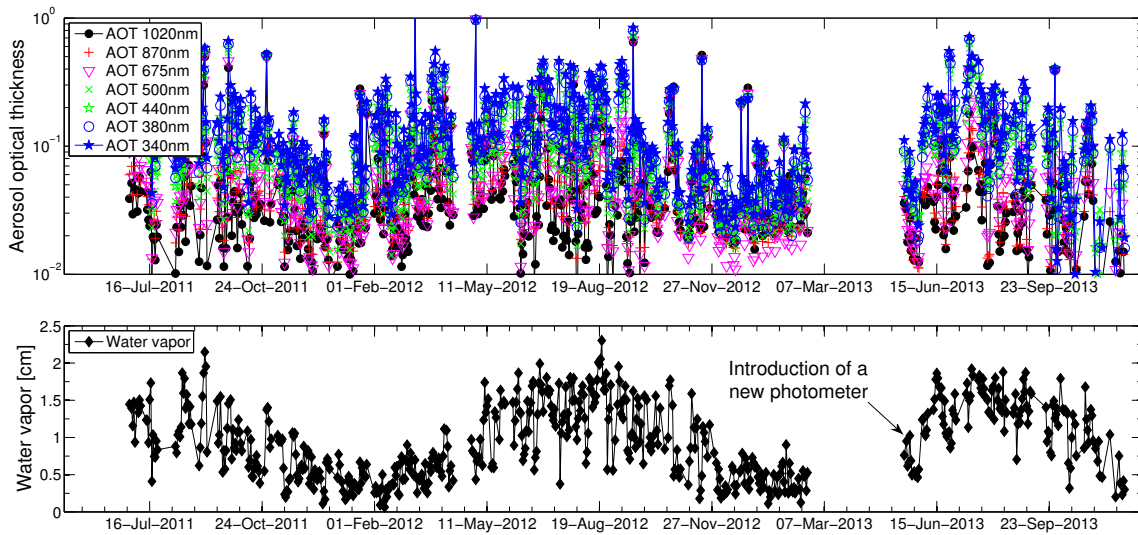 10⁰
10⁻¹
10⁻²
Aerosol optical thickness
AOT 1020nm
AOT 870nm
AOT 675nm
AOT 500nm
AOT 440nm
AOT 380nm
AOT 340nm
16−Jul−2011 24−Oct−2011 01−Feb−2012 11−May−2012 19−Aug−2012 27−Nov−2012 07−Mar−2013 15−Jun−2013 23−Sep−2013
2.5
2
1.5
1
0.5
0
Water vapor [cm]
Water vapor
Introduction of a
new photometer
16−Jul−2011 24−Oct−2011 01−Feb−2012 11−May−2012 19−Aug−2012 27−Nov−2012 07−Mar−2013 15−Jun−2013 23−Sep−2013